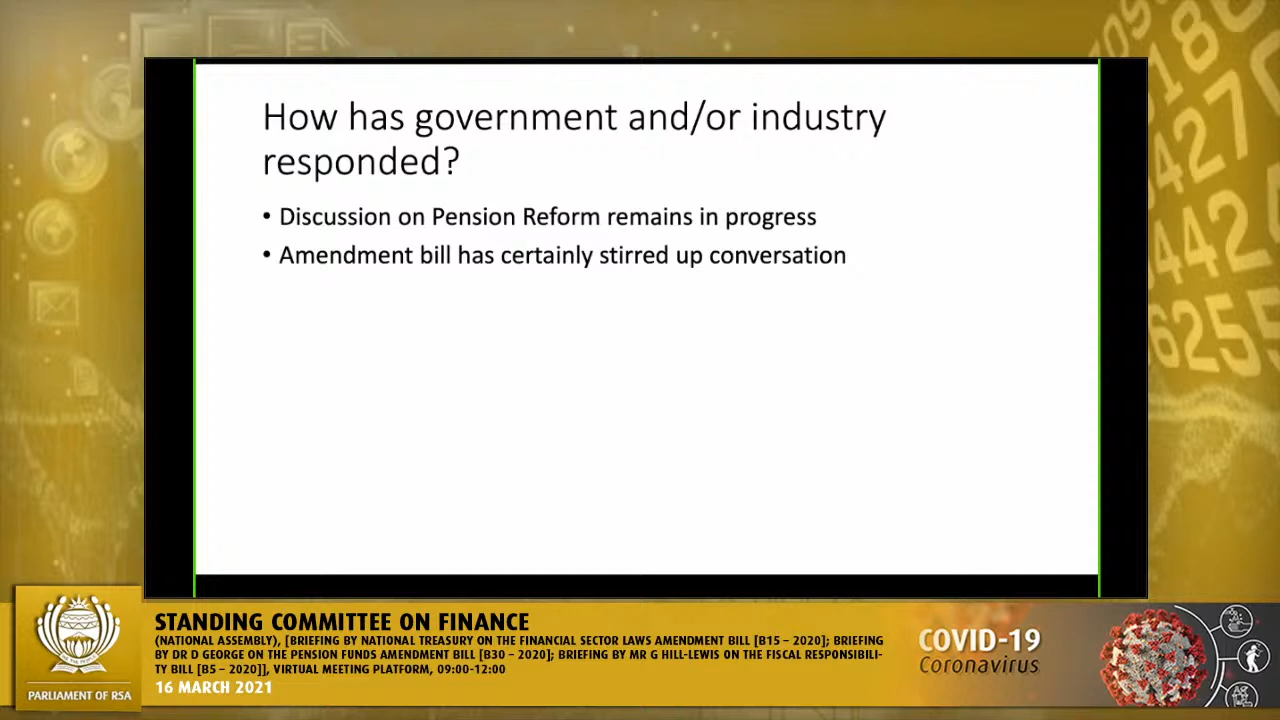 How has government and/or industry
responded?
• Discussion on Pension Reform remains in progress
• Amendment bill has certainly stirred up conversation
STANDING COMMITTEE ON FINANCE
(NATIONAL ASSEMBLY), [BRIEFING BY NATIONAL TREASURY ON THE FINANCIAL SECTOR LAWS AMENDMENT BILL [B15 – 2020]; BRIEFING
BY DR D GEORGE ON THE PENSION FUNDS AMENDMENT BILL [B30 – 2020]; BRIEFING BY MR G HILL-LEWIS ON THE FISCAL RESPONSIBILI-
TY BILL [B5 – 2020]], VIRTUAL MEETING PLATFORM, 09:00-12:00
16 MARCH 2021
PARLIAMENT OF RSA
COVID-19
Coronavirus